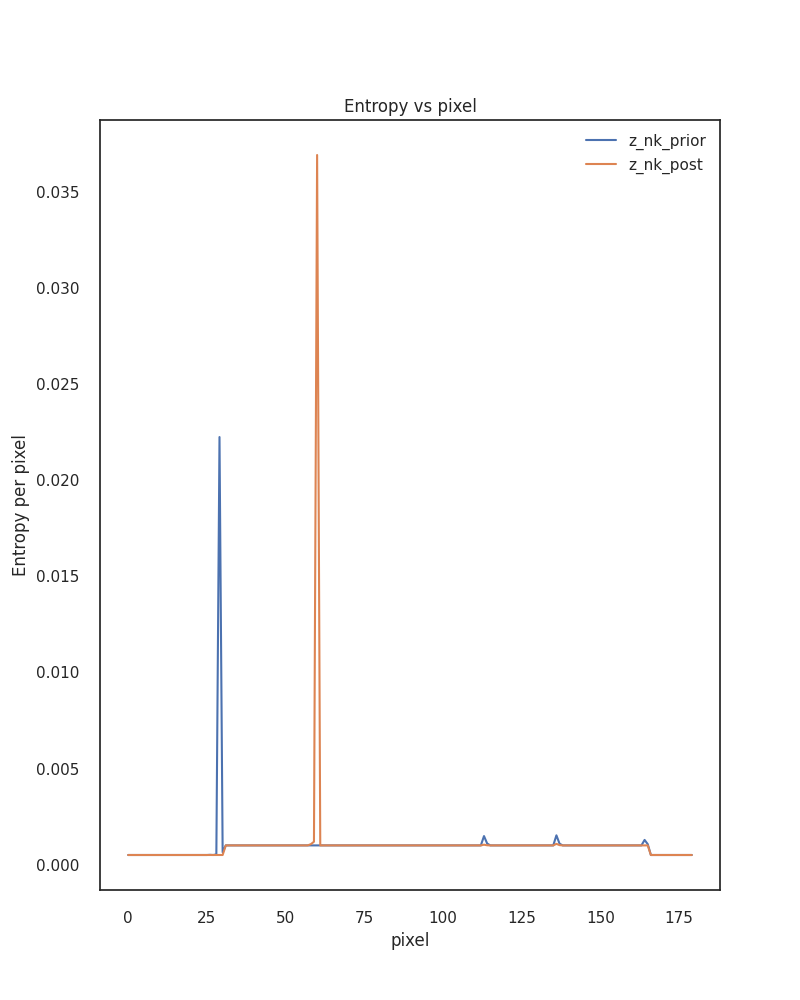 Entropy vs pixel
z_nk_prior
z_nk_post
Entropy per pixel
0.035
0.030
0.025
0.020
0.015
0.010
0.005
0.000
0 25 50 75 100 125 150 175
pixel